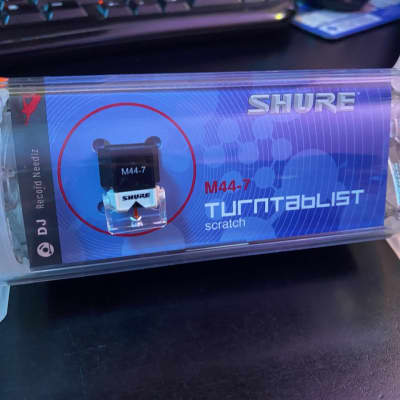 SHURE
M44-7
SHURE
M44-7
TURNTABLIST
scratch
DJ Record Needlz